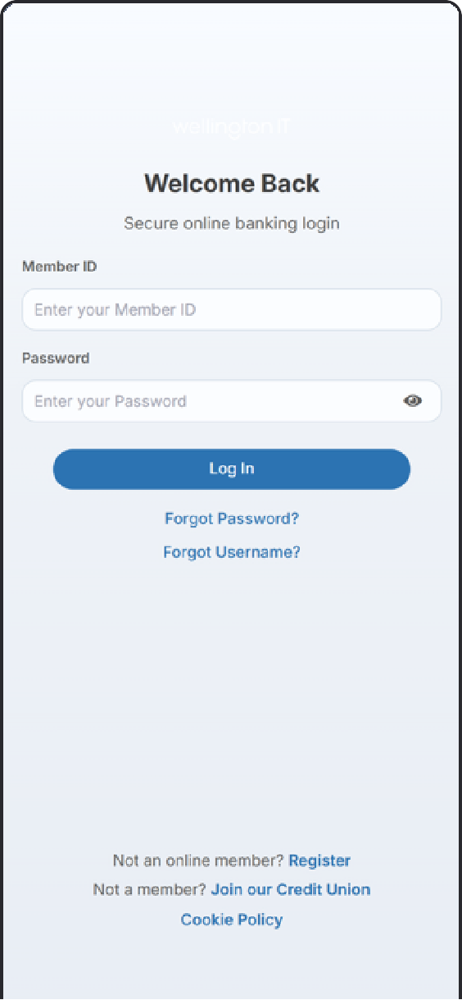 wellington IT
Welcome Back
Secure online banking login
Member ID
Enter your Member ID
Password
Enter your Password
Log In
Forgot Password?
Forgot Username?
Not an online member? Register
Not a member? Join our Credit Union
Cookie Policy